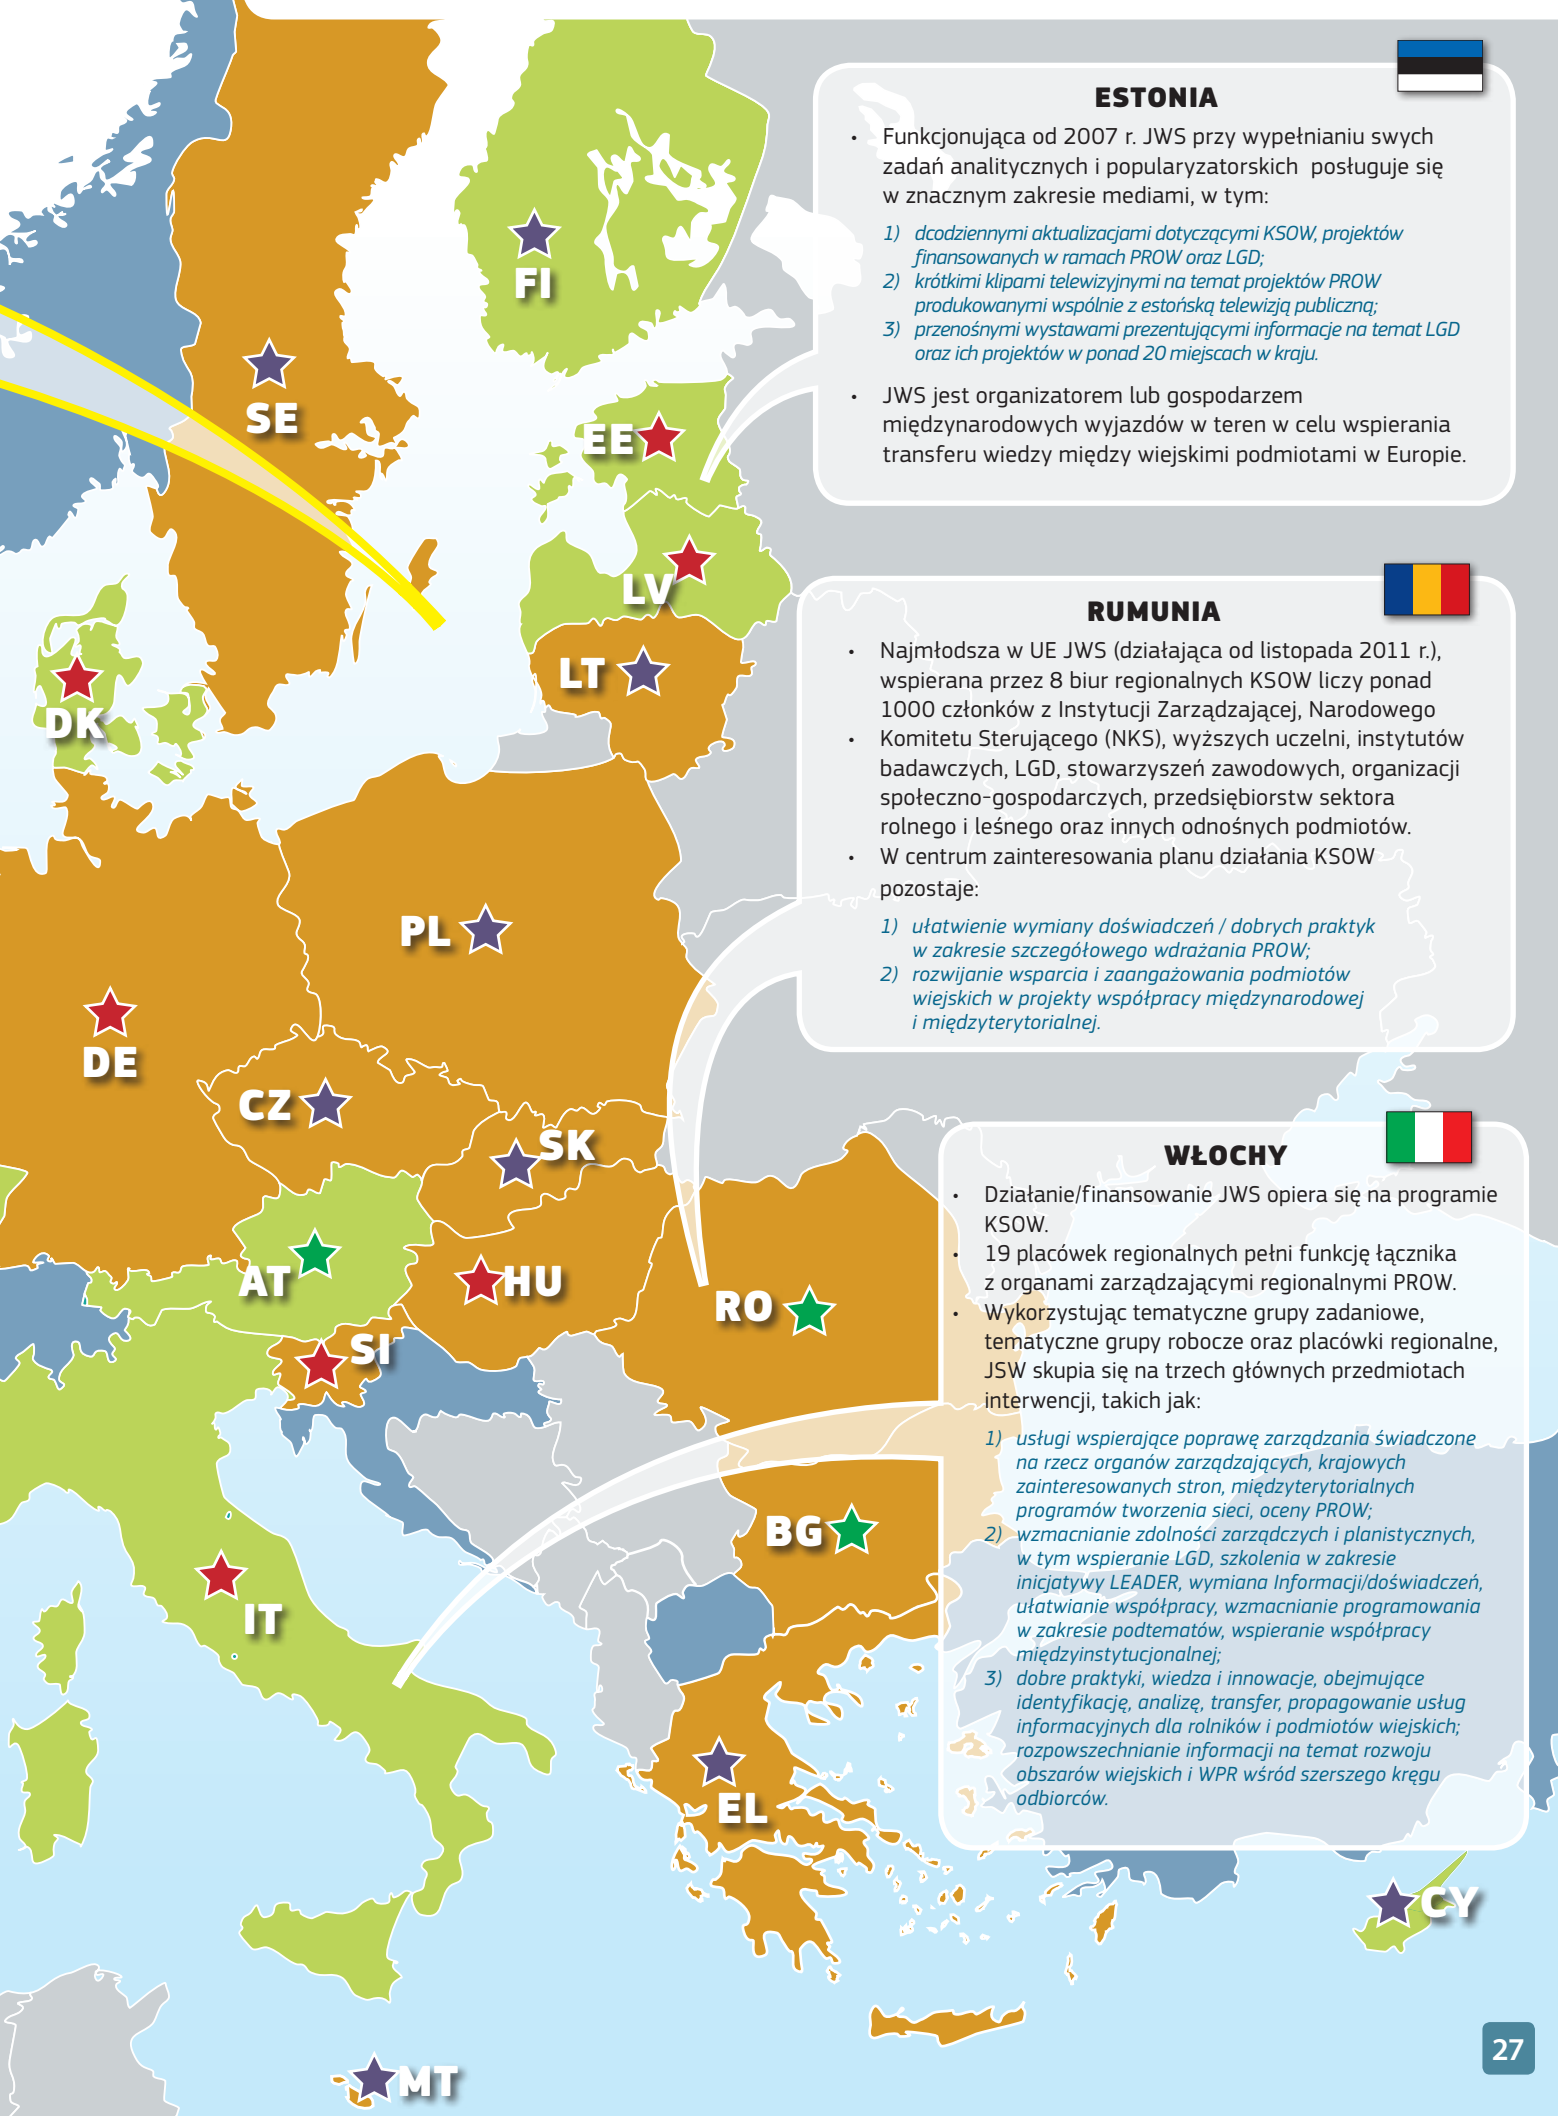 ESTONIA
• Funkcjonująca od 2007 r. JWS przy wypełnianiu swych
zadań analitycznych i popularyzatorskich posługuje się
w znacznym zakresie mediami, w tym:
1) dcodziennymi aktualizacjami dotyczącymi KSOW, projektów
finansowanych w ramach PROW oraz LGD;
2) krótkimi klipami telewizyjnymi na temat projektów PROW
produkowanymi wspólnie z estońską telewizją publiczną;
3) przenośnymi wystawami prezentującymi informacje na temat LGD
oraz ich projektów w ponad 20 miejscach w kraju.
• JWS jest organizatorem lub gospodarzem
międzynarodowych wyjazdów w teren w celu wspierania
transferu wiedzy między wiejskimi podmiotami w Europie.
RUMUNIA
• Najmłodsza w UE JWS (działająca od listopada 2011 r.),
wspierana przez 8 biur regionalnych KSOW liczy ponad
1000 członków z Instytucji Zarządzającej, Narodowego
• Komitetu Sterującego (NKS), wyższych uczelni, instytutów
badawczych, LGD, stowarzyszeń zawodowych, organizacji
społeczno-gospodarczych, przedsiębiorstw sektora
rolnego i leśnego oraz innych odnośnych podmiotów.
• W centrum zainteresowania planu działania KSOW
pozostaje:
1) ułatwienie wymiany doświadczeń / dobrych praktyk
w zakresie szczegółowego wdrażania PROW;
2) rozwijanie wsparcia i zaangażowania podmiotów
wiejskich w projekty współpracy międzynarodowej
i międzyterytorialnej.
WŁOCHY
• Działanie/finansowanie JWS opiera się na programie
KSOW.
• 19 placówek regionalnych pełni funkcję łącznika
z organami zarządzającymi regionalnymi PROW.
• Wykorzystując tematyczne grupy zadaniowe,
tematyczne grupy robocze oraz placówki regionalne,
JSW skupia się na trzech głównych przedmiotach
interwencji, takich jak:
1) usługi wspierające poprawę zarządzania świadczone
na rzecz organów zarządzających, krajowych
zainteresowanych stron, międzyterytorialnych
programów tworzenia sieci, oceny PROW;
2) wzmacnianie zdolności zarządczych i planistycznych,
w tym wspieranie LGD, szkolenia w zakresie
inicjatywy LEADER, wymiana Informacji/doświadczeń,
ułatwianie współpracy, wzmacnianie programowania
w zakresie podtematów, wspieranie współpracy
międzyinstytucjonalnej;
3) dobre praktyki, wiedza i innowacje, obejmujące
identyfikację, analizę, transfer, propagowanie usług
informacyjnych dla rolników i podmiotów wiejskich;
rozpowszechnianie informacji na temat rozwoju
obszarów wiejskich i WPR wśród szerszego kręgu
odbiorców.
FI
SE
EE
LV
LT
DK
PL
DE
CZ
SK
AT
HU
RO
SI
BG
IT
EL
CY
MT
27